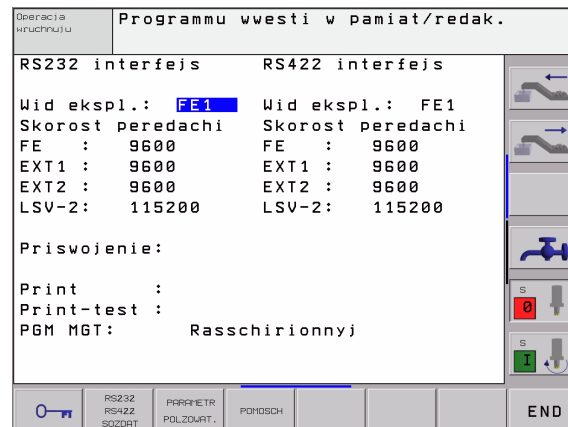 Operacja
wruchnuju
Programmu wwesti w pamiat/redak.
RS232 interfejs RS422 interfejs
Wid ekspl.: FE1 Wid ekspl.: FE1
Skorost peredachi Skorost peredachi
FE : 9600 FE : 9600
EXT1 : 9600 EXT1 : 9600
EXT2 : 9600 EXT2 : 9600
LSV-2: 115200 LSV-2: 115200
Priswojenie:
Print :
Print-test :
PGM MGT: Rasschirionnyj
S
0
S
I
RS232
RS422
SOZDAT
PARAMETR
POLZOWAT.
POMOSCH
END